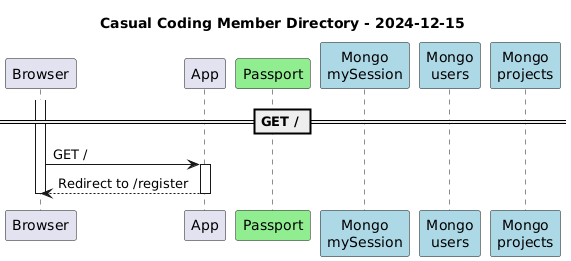 Casual Coding Member Directory - 2024-12-15
Browser
App
Passport
Mongo
mySession
Mongo
users
Mongo
projects
GET /
GET /
Redirect to /register
Browser
App
Passport
Mongo
mySession
Mongo
users
Mongo
projects